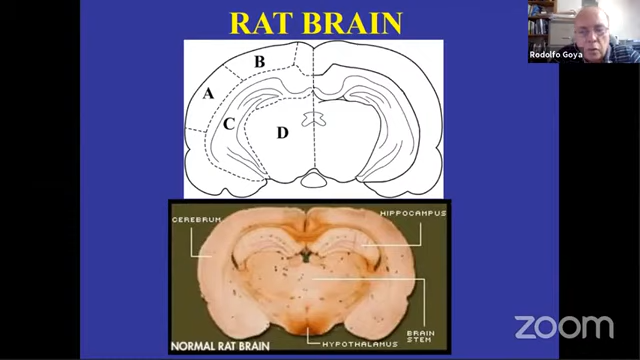 RAT BRAIN
Rodolfo Goya
B
A
C
D
CEREBRUM
HIPPOCAMPUS
BRAIN
STEM
HYPOTHALAMUS
NORMAL RAT BRAIN
zoom